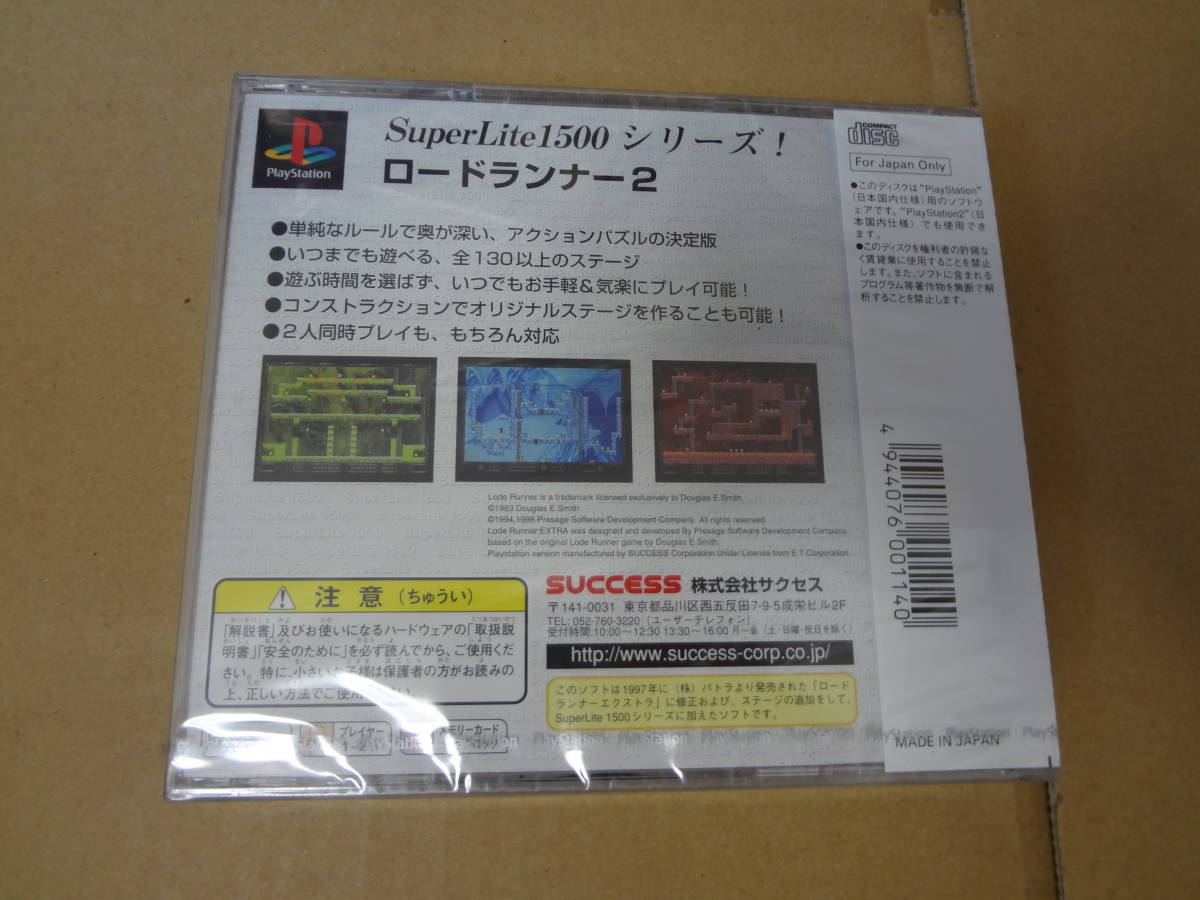 PlayStation
SuperLite1500 シリーズ！
ロードランナー2
●単純なルールで奥が深い、アクションパズルの決定版
●いつまでも遊べる、全130以上のステージ
●遊ぶ時間を選ばず、いつでもお手軽＆気楽にプレイ可能！
●コンストラクションでオリジナルステージを作ることも可能！
●2人同時プレイも、もちろん対応
Lode Runner is a trademark licensed exclusively to Douglas E.Smith.
©1983 Douglas E.Smith
©1994,1998 Presage Software Development Company. All rights reserved.
Lode Runner:EXTRA was designed and developed By Presage Software Development Company.
based on the original Lode Runner game by Douglas E.Smith.
Playstation version manufactured by SUCCESS Corporation.Under License from E.T.Corporation.
注意（ちゅうい）
「解説書」及びお使いになるハードウェアの「取扱説
明書」「安全のために」を必ず読んでから、ご使用くだ
さい。特に、小さいお子様は保護者の方がお読みの
上、正しい方法でご使用ください。
プレイヤー
1-2
メモリーカード
SUCCESS 株式会社サクセス
〒141-0031 東京都品川区西五反田7-9-5成栄ビル2F
TEL: 052-760-3220（ユーザーテレフォン）
受付時間:10:00〜12:30 13:30〜16:00 月ー金（土・日曜・祝日を除く）
http://www.success-corp.co.jp/
このソフトは1997年に（株）パトラより発売された「ロード
ランナーエクストラ」に修正および、ステージの追加をして、
SuperLite 1500シリーズに加えたソフトです。
COMPACT
disc
For Japan Only
●このディスクは"PlayStation"
（日本国内仕様）用のソフトウ
ェアです。"PlayStation2"（日
本国内仕様）でも使用できま
す。
●このディスクを権利者の許諾な
く賃貸業に使用することを禁止
します。また、ソフトに含まれる
プログラム等著作物を無断で解
析することを禁止します。
4 944076 001140
MADE IN JAPAN